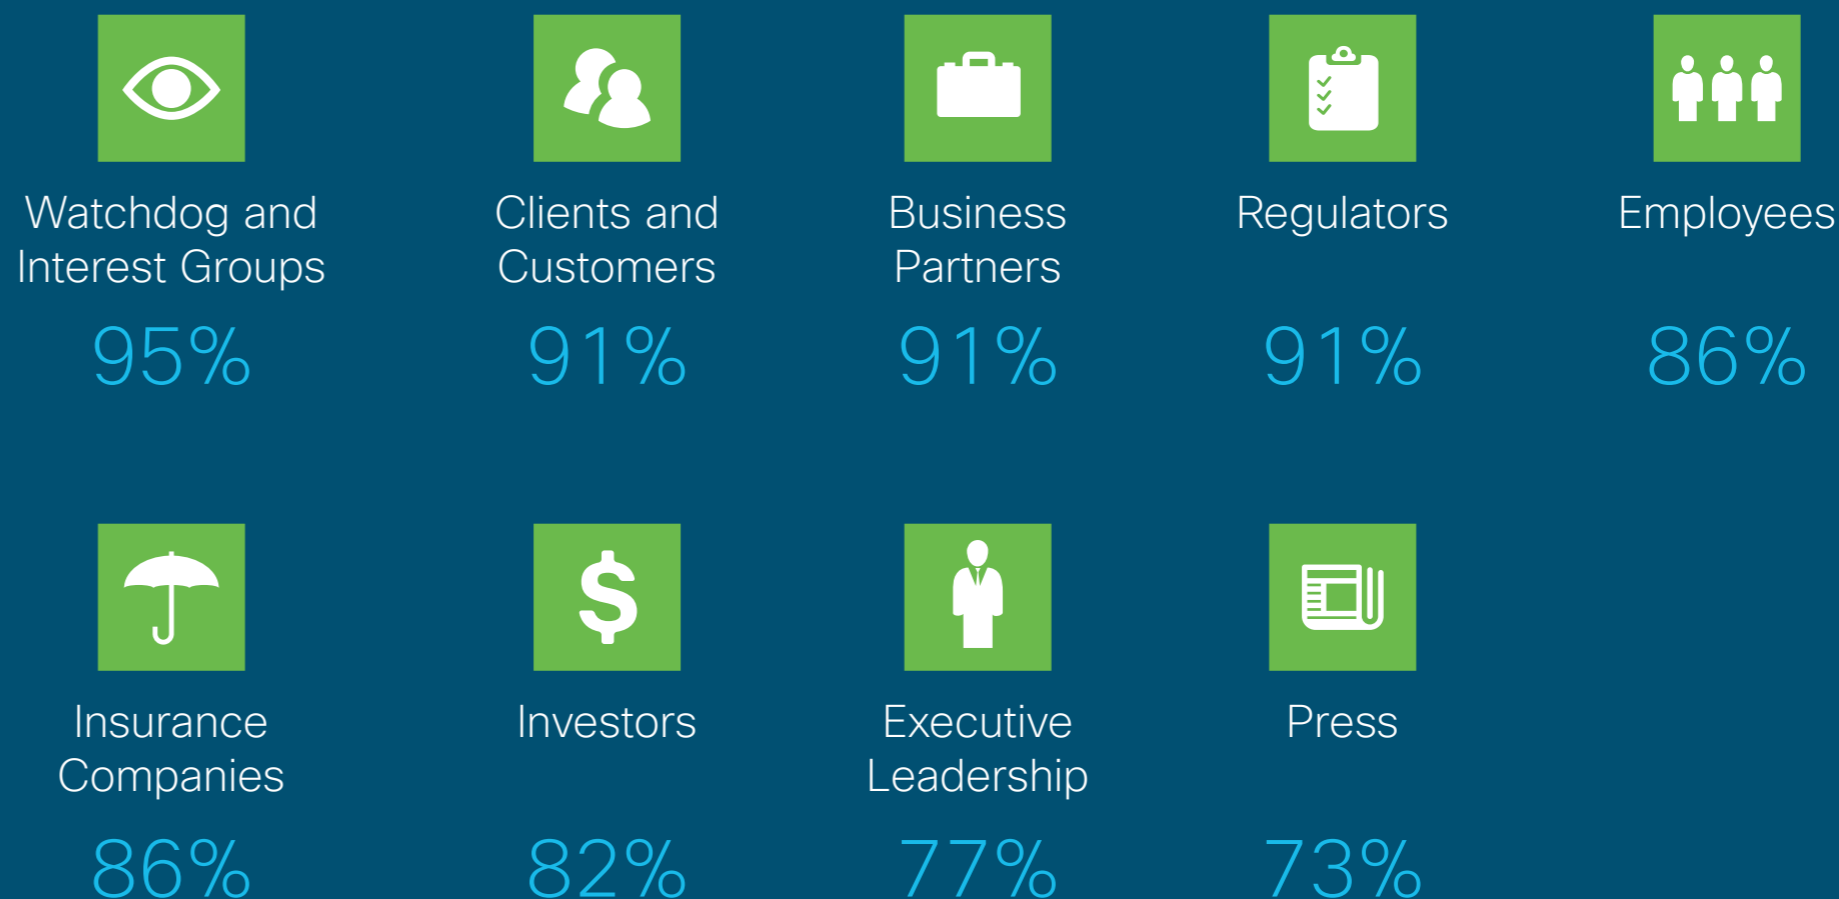 Watchdog and
Interest Groups
95%
Clients and
Customers
91%
Business
Partners
91%
Regulators
91%
Employees
86%
Insurance
Companies
86%
Investors
82%
Executive
Leadership
77%
Press
73%